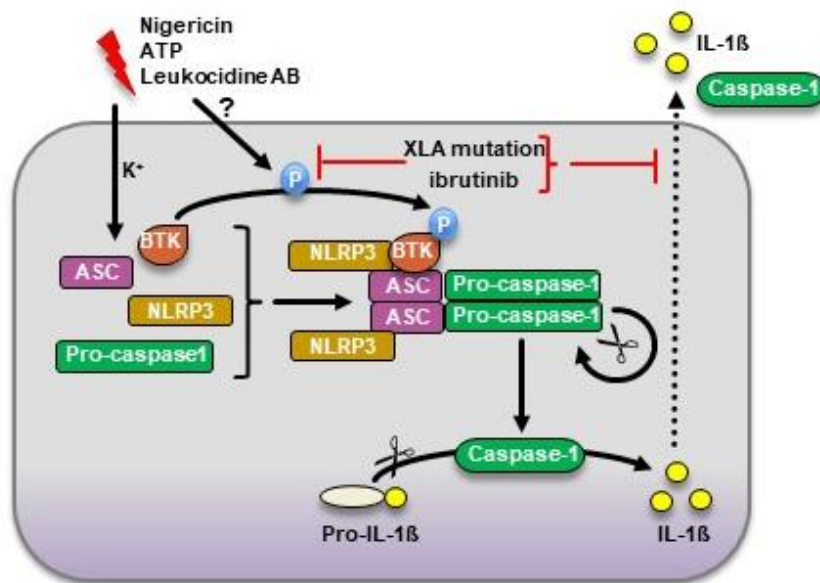 Nigericin
ATP
Leukocidine AB
?
K⁺
IL-1ß
Caspase-1
XLA mutation
ibrutinib
P
P
BTK
ASC
NLRP3
Pro-caspase1
NLRP3
BTK
ASC
Pro-caspase-1
ASC
Pro-caspase-1
NLRP3
Caspase-1
Pro-IL-1ß
IL-1ß